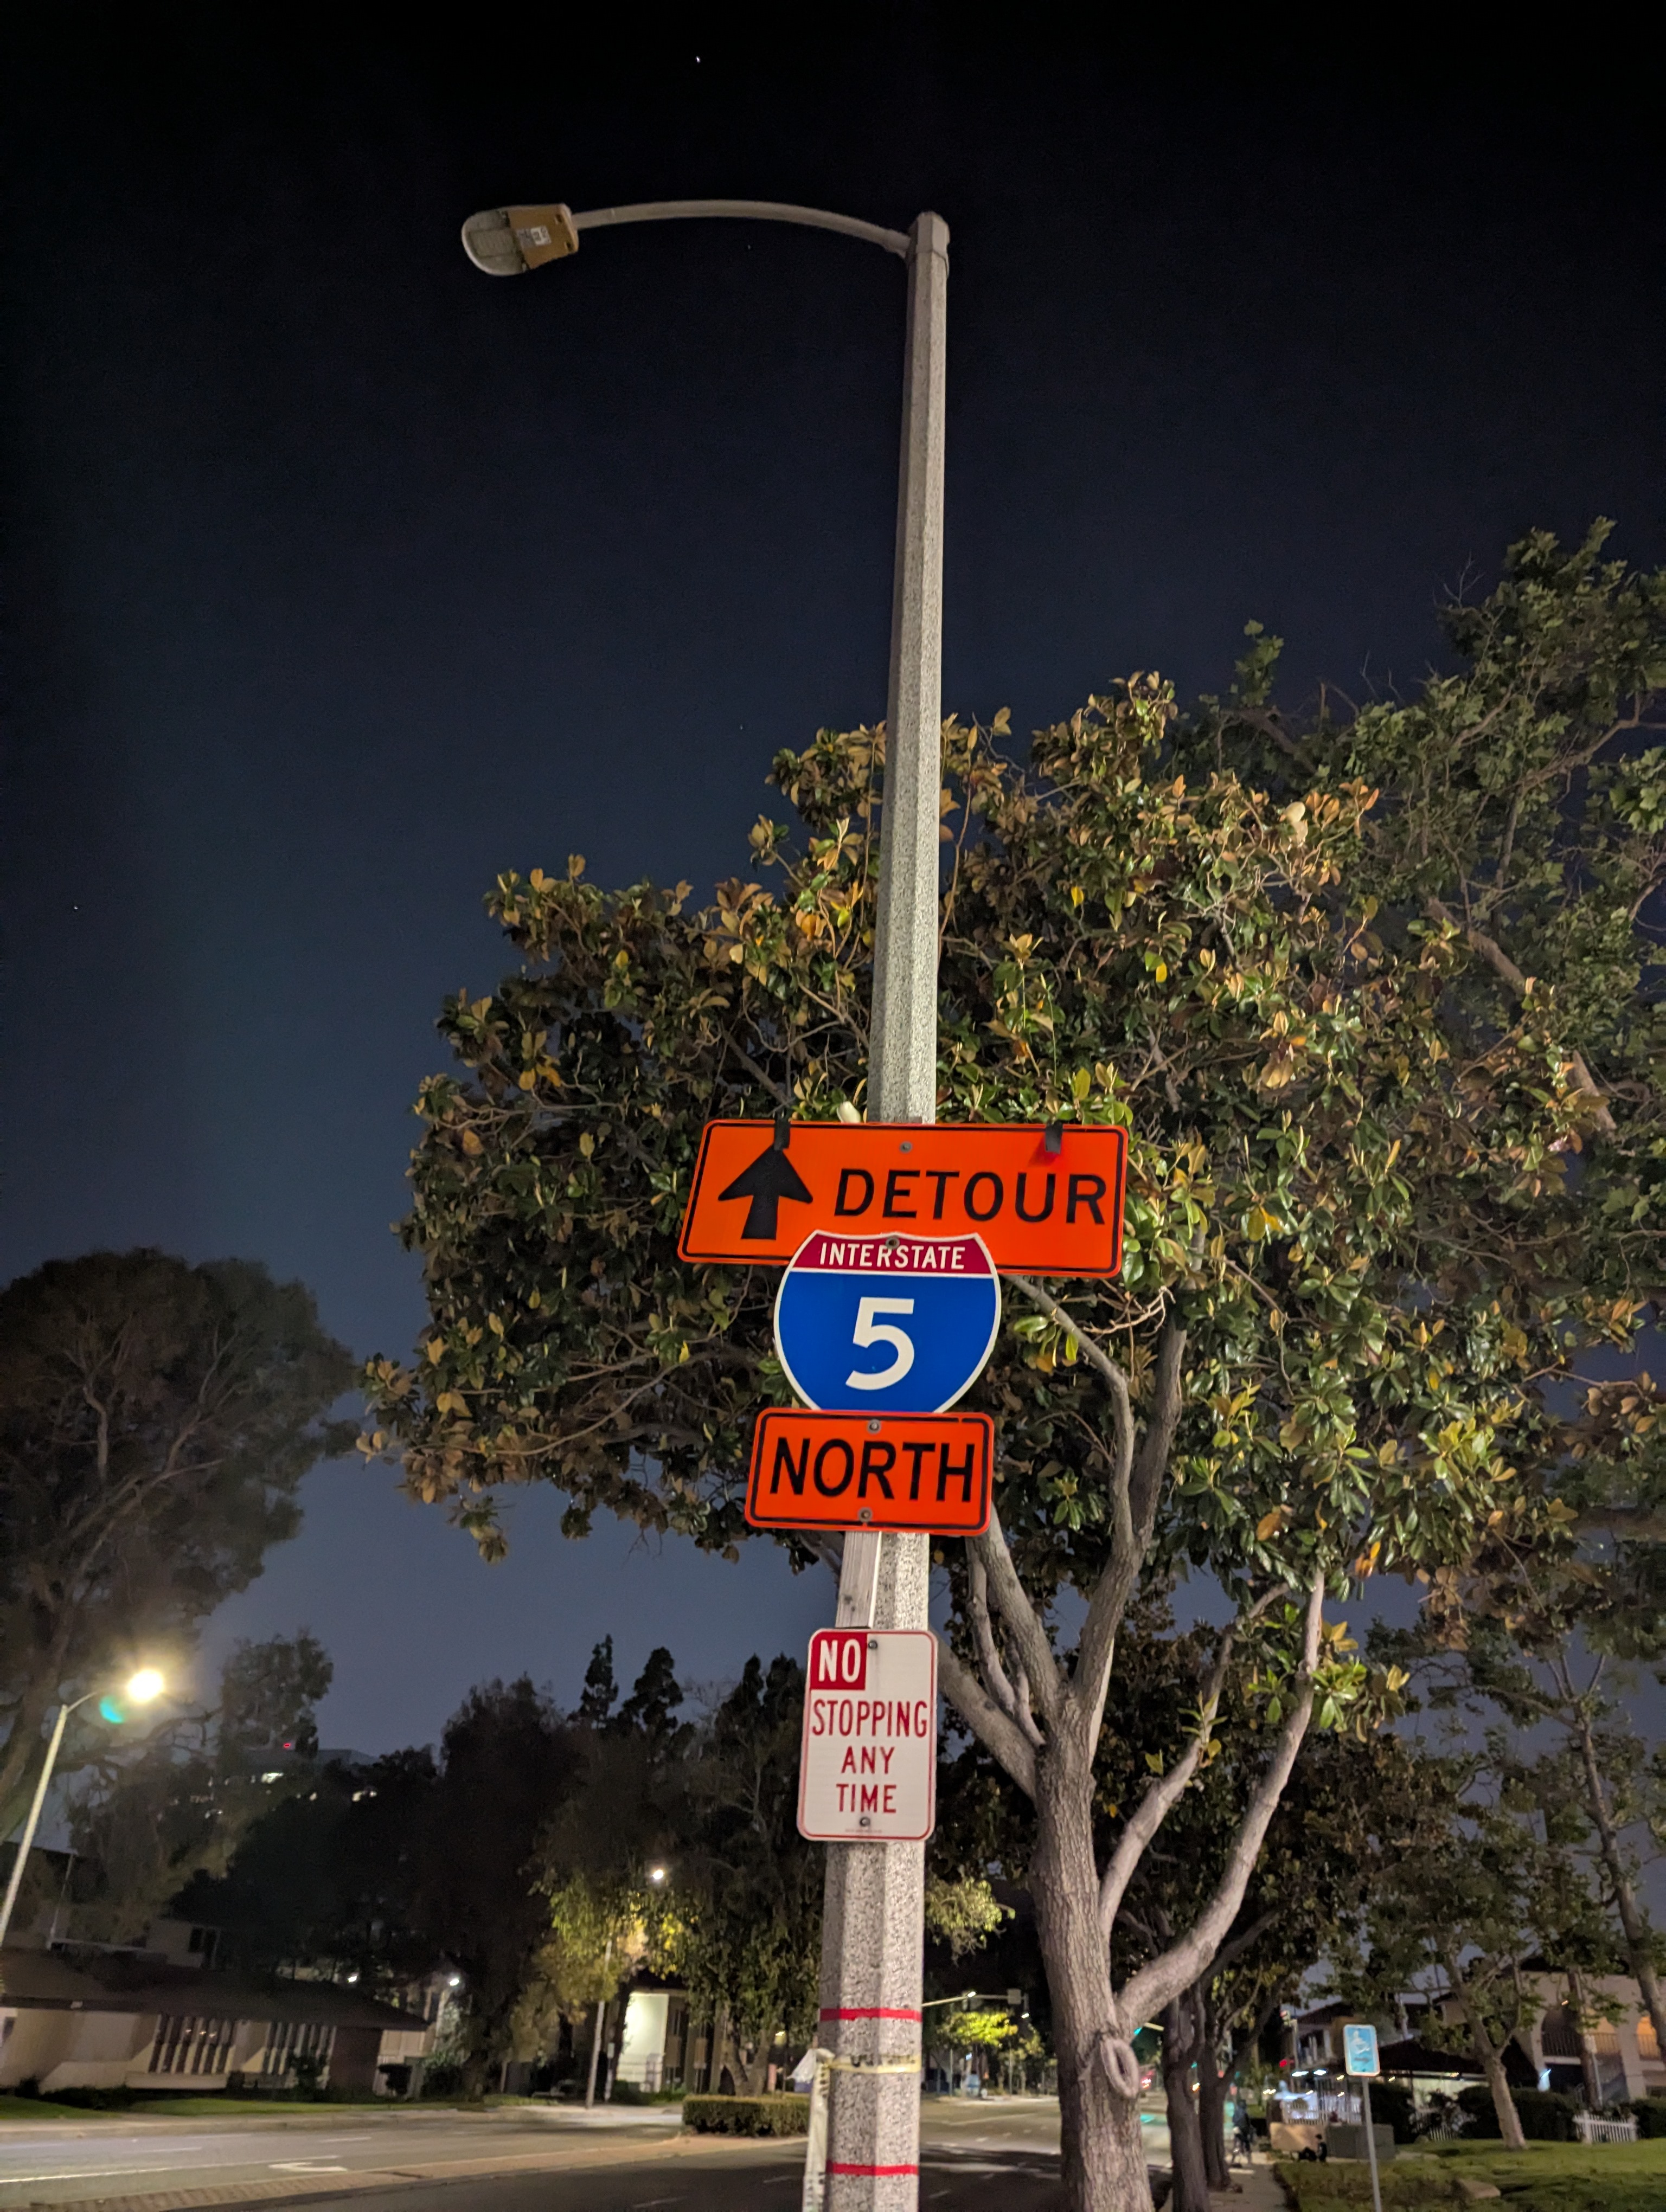 DETOUR
INTERSTATE
5
NORTH
NO
STOPPING
ANY
TIME